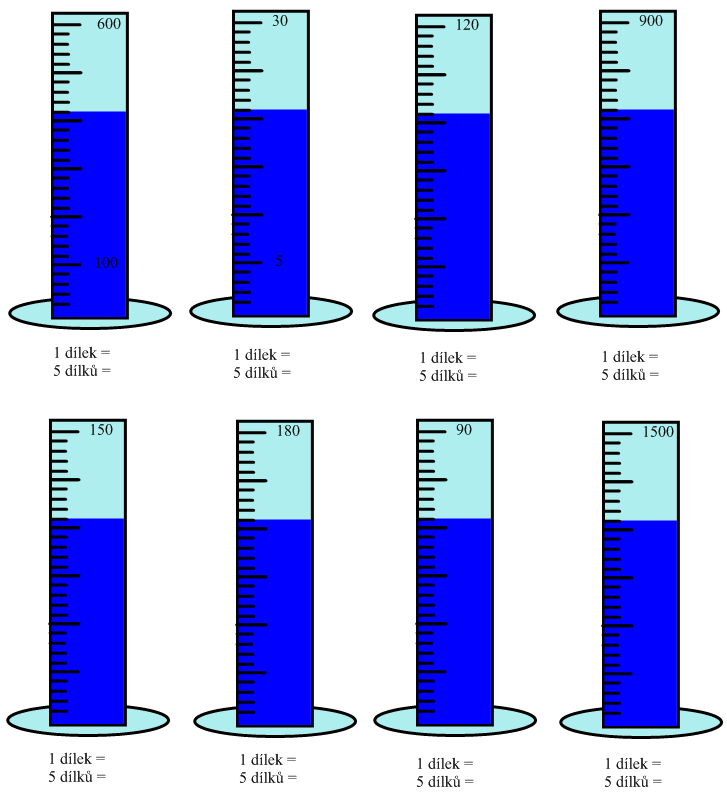 600
30
120
900
100
5
1 dílek =
5 dílků =
1 dílek =
5 dílků =
1 dílek =
5 dílků =
1 dílek =
5 dílků =
150
180
90
1500
1 dílek =
5 dílků =
1 dílek =
5 dílků =
1 dílek =
5 dílků =
1 dílek =
5 dílků =